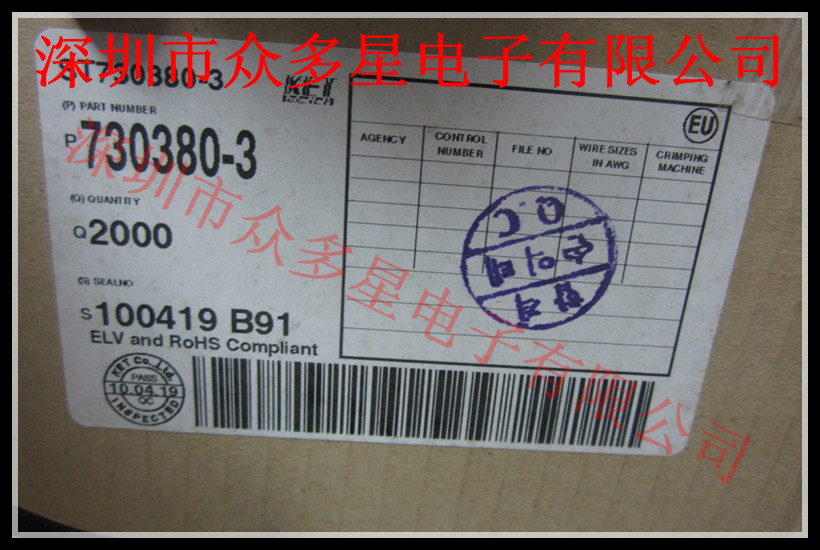 深圳市众多星电子有限公司
ST730380-3
KET
(P) PART NUMBER
P 730380-3
(Q) QUANTITY
Q 2000
(S) SEALNO
S 100419 B91
ELV and RoHS Compliant
EU
AGENCY CONTROL NUMBER FILE NO WIRE SIZES IN AWG CRIMPING MACHINE
KET Co., Ltd.
PASS
10.04.19
QC
INSPECTED
深圳市众多星电子有限公司